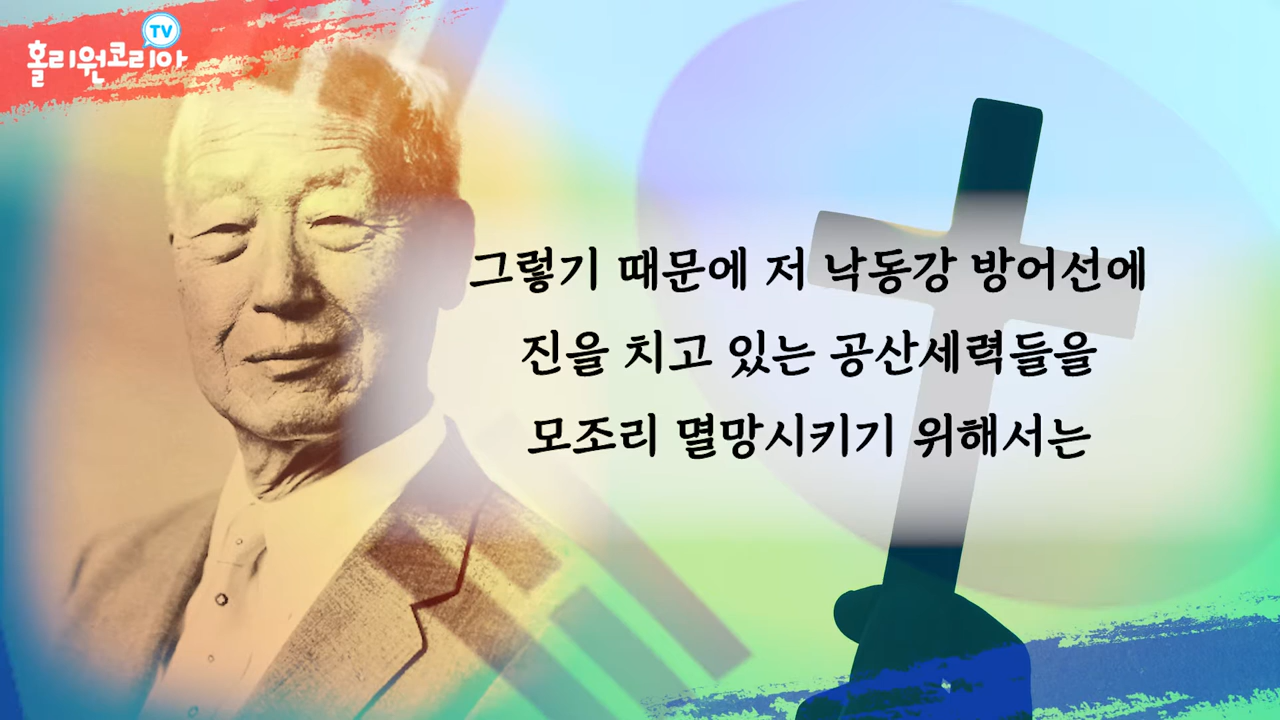 TV
홀리원코리아
그렇기 때문에 저 낙동강 방어선에
진을 치고 있는 공산세력들을
모조리 멸망시키기 위해서는